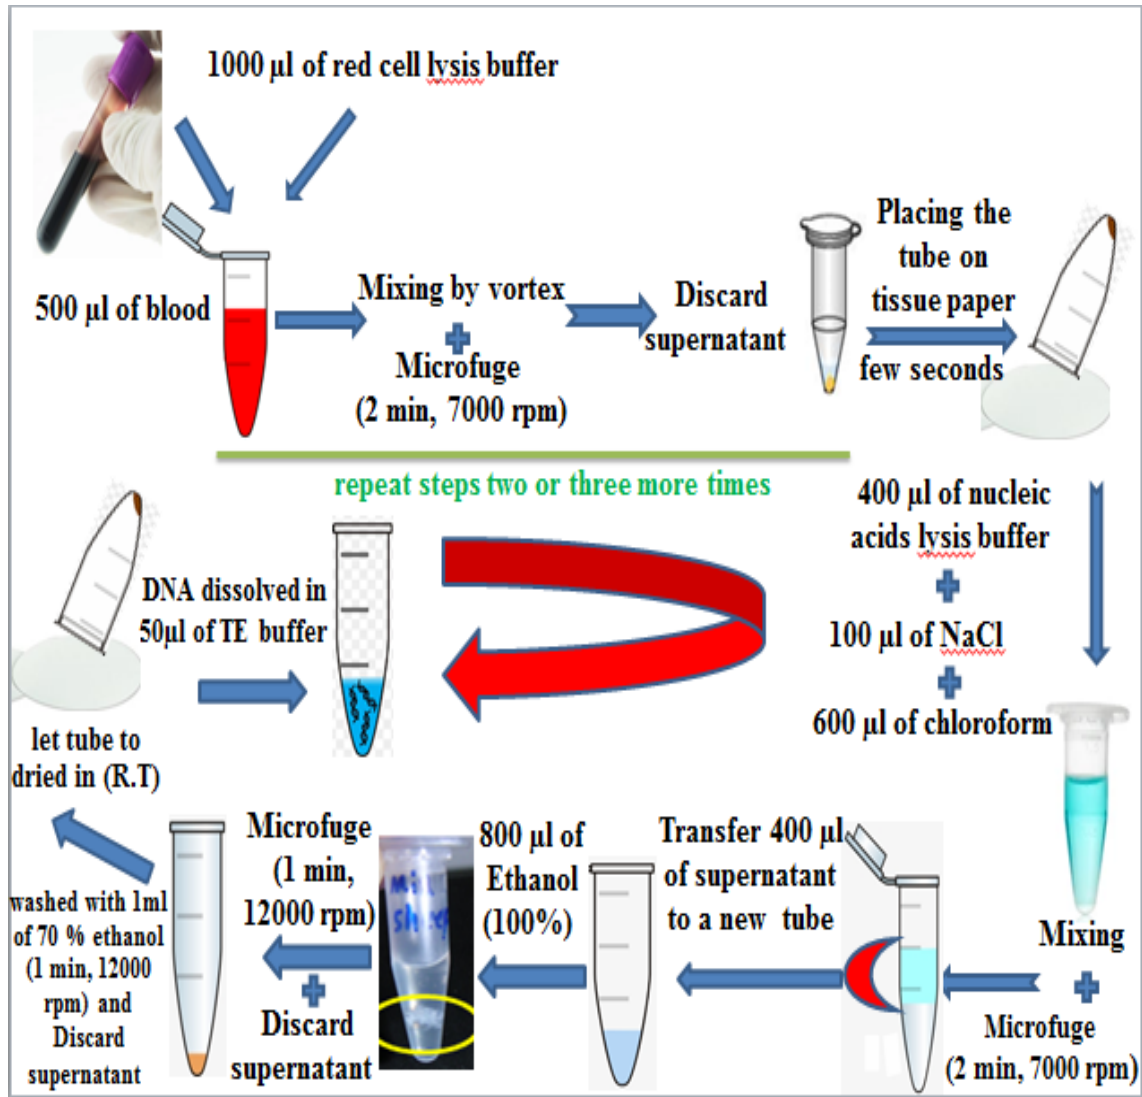 1000 µl of red cell lysis buffer
500 µl of blood
Mixing by vortex
Microfuge
(2 min, 7000 rpm)
Discard
supernatant
Placing the
tube on
tissue paper
few seconds
repeat steps two or three more times
400 µl of nucleic
acids lysis buffer
100 µl of NaCl
600 µl of chloroform
Mixing
Microfuge
(2 min, 7000 rpm)
Transfer 400 µl
of supernatant
to a new tube
800 µl of
Ethanol
(100%)
Microfuge
(1 min,
12000 rpm)
Discard
supernatant
washed with 1ml
of 70 % ethanol
(1 min, 12000
rpm) and
Discard
supernatant
let tube to
dried in (R.T)
DNA dissolved in
50µl of TE buffer